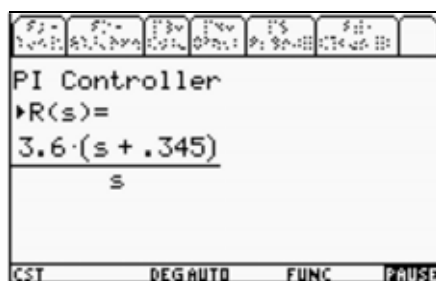 PI Controller
▸R(s)=
3.6·(s + .345)
s
CST DEGAUTO FUNC PAUSE